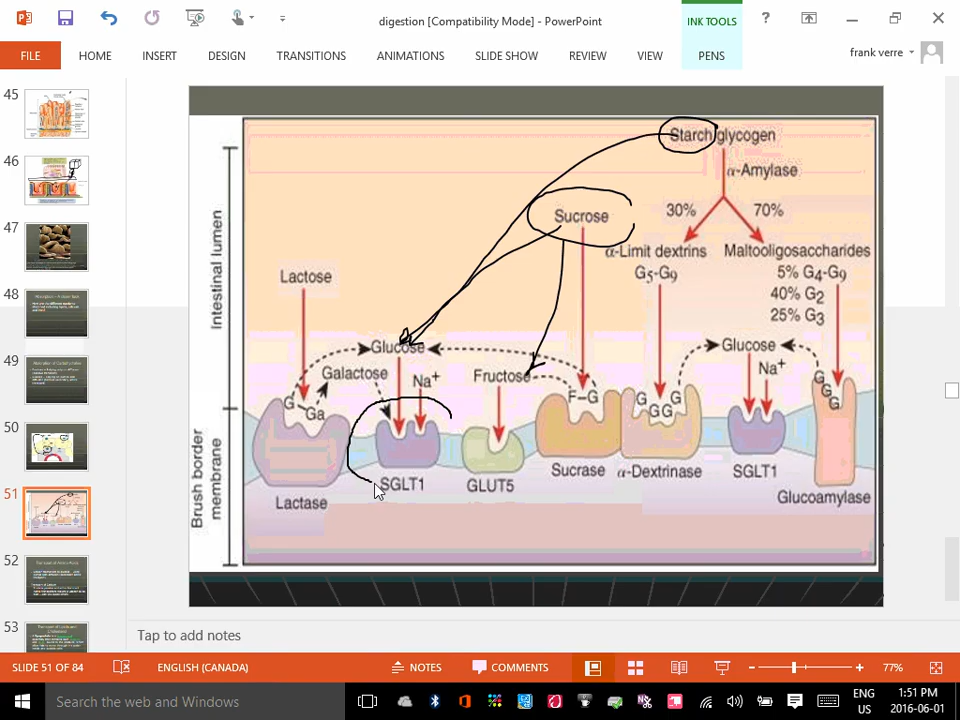 digestion [Compatibility Mode] - PowerPoint
INK TOOLS
?
FILE
HOME
INSERT
DESIGN
TRANSITIONS
ANIMATIONS
SLIDE SHOW
REVIEW
VIEW
PENS
frank verre
45
46
47
48
49
50
51
52
53
Starch glycogen
α-Amylase
30%
70%
Sucrose
α-Limit dextrins
G5-G9
Maltooligosaccharides
5% G4-G9
40% G2
25% G3
Intestinal lumen
Lactose
Glucose
Galactose
Na+
Fructose
Glucose
Na+
G
Ga
F-G
G
G
G
G
G
G
G
Brush border
membrane
Lactase
SGLT1
GLUT5
Sucrase
α-Dextrinase
SGLT1
Glucoamylase
Tap to add notes
SLIDE 51 OF 84
ENGLISH (CANADA)
NOTES
COMMENTS
77%
Search the web and Windows
ENG
US
1:51 PM
2016-06-01